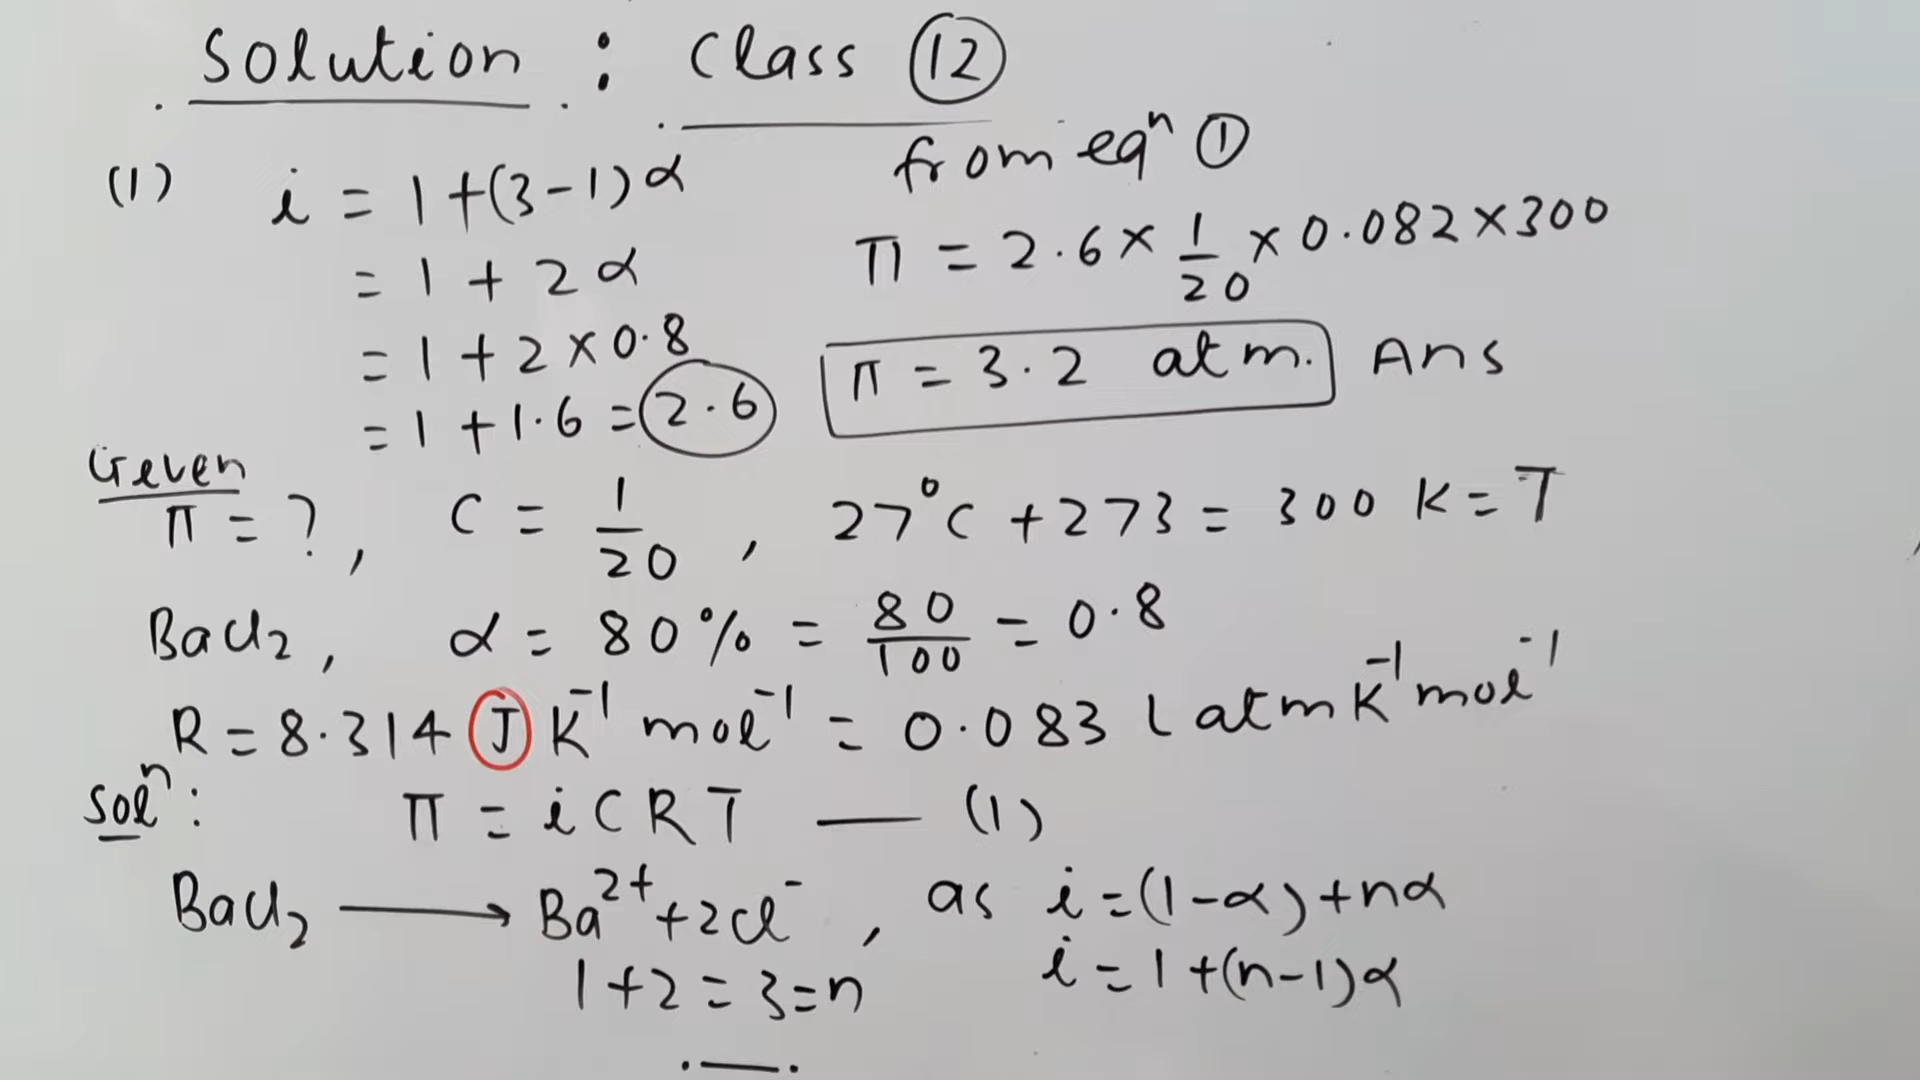 Solution : Class 12
(1) i = 1+(3-1)α
= 1 + 2α
= 1 + 2 × 0.8
= 1 + 1.6 = 2.6
from eqⁿ ①
π = 2.6 × 1/20 × 0.082 × 300
π = 3.2 atm. Ans
Given
π = ?, C = 1/20 , 27°C + 273 = 300 K = T
BaCl₂, α = 80% = 80/100 = 0.8
R = 8.314 J K⁻¹ mol⁻¹ = 0.083 L atm K⁻¹ mol⁻¹
Solⁿ: π = i C R T — (1)
BaCl₂ → Ba²⁺ + 2Cl⁻ , as i = (1-α)+nα
1+2 = 3 = n i = 1+(n-1)α